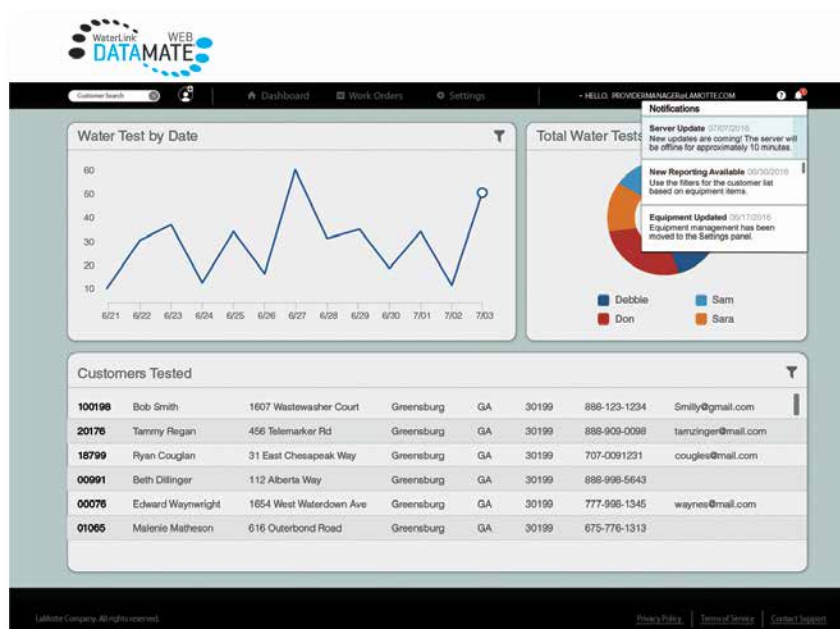 WaterLink WEB
DATAMATE
Customer Search
Dashboard
Work Orders
Settings
HELLO, PROVIDERMANAGER@LAMOTTE.COM
?
Notifications
Server Update 07/07/2016
New updates are coming! The server will
be offline for approximately 10 minutes.
New Reporting Available 06/30/2016
Use the filters for the customer list
based on equipment items.
Equipment Updated 06/17/2016
Equipment management has been
moved to the Settings panel.
Water Test by Date
60
50
40
30
20
10
6/21 6/22 6/23 6/24 6/25 6/26 6/27 6/28 6/29 6/30 7/01 7/02 7/03
Total Water Tests
Debbie Sam
Don Sara
Customers Tested
100198 Bob Smith 1607 Wastewasher Court Greensburg GA 30199 888-123-1234 Smilly@gmail.com
20176 Tammy Regan 456 Telemarker Rd Greensburg GA 30199 888-909-0098 tamzinger@mail.com
18799 Ryan Couglan 31 East Chesapeak Way Greensburg GA 30199 707-0091231 cougles@mail.com
00991 Beth Dillinger 112 Alberta Way Greensburg GA 30199 888-998-5643
00076 Edward Waynwright 1654 West Waterdown Ave Greensburg GA 30199 777-998-1345 waynes@mail.com
01065 Malenie Matheson 616 Outerbond Road Greensburg GA 30199 675-776-1313
LaMotte Company. All rights reserved.
Privacy Policy | Terms of Service | Contact Support